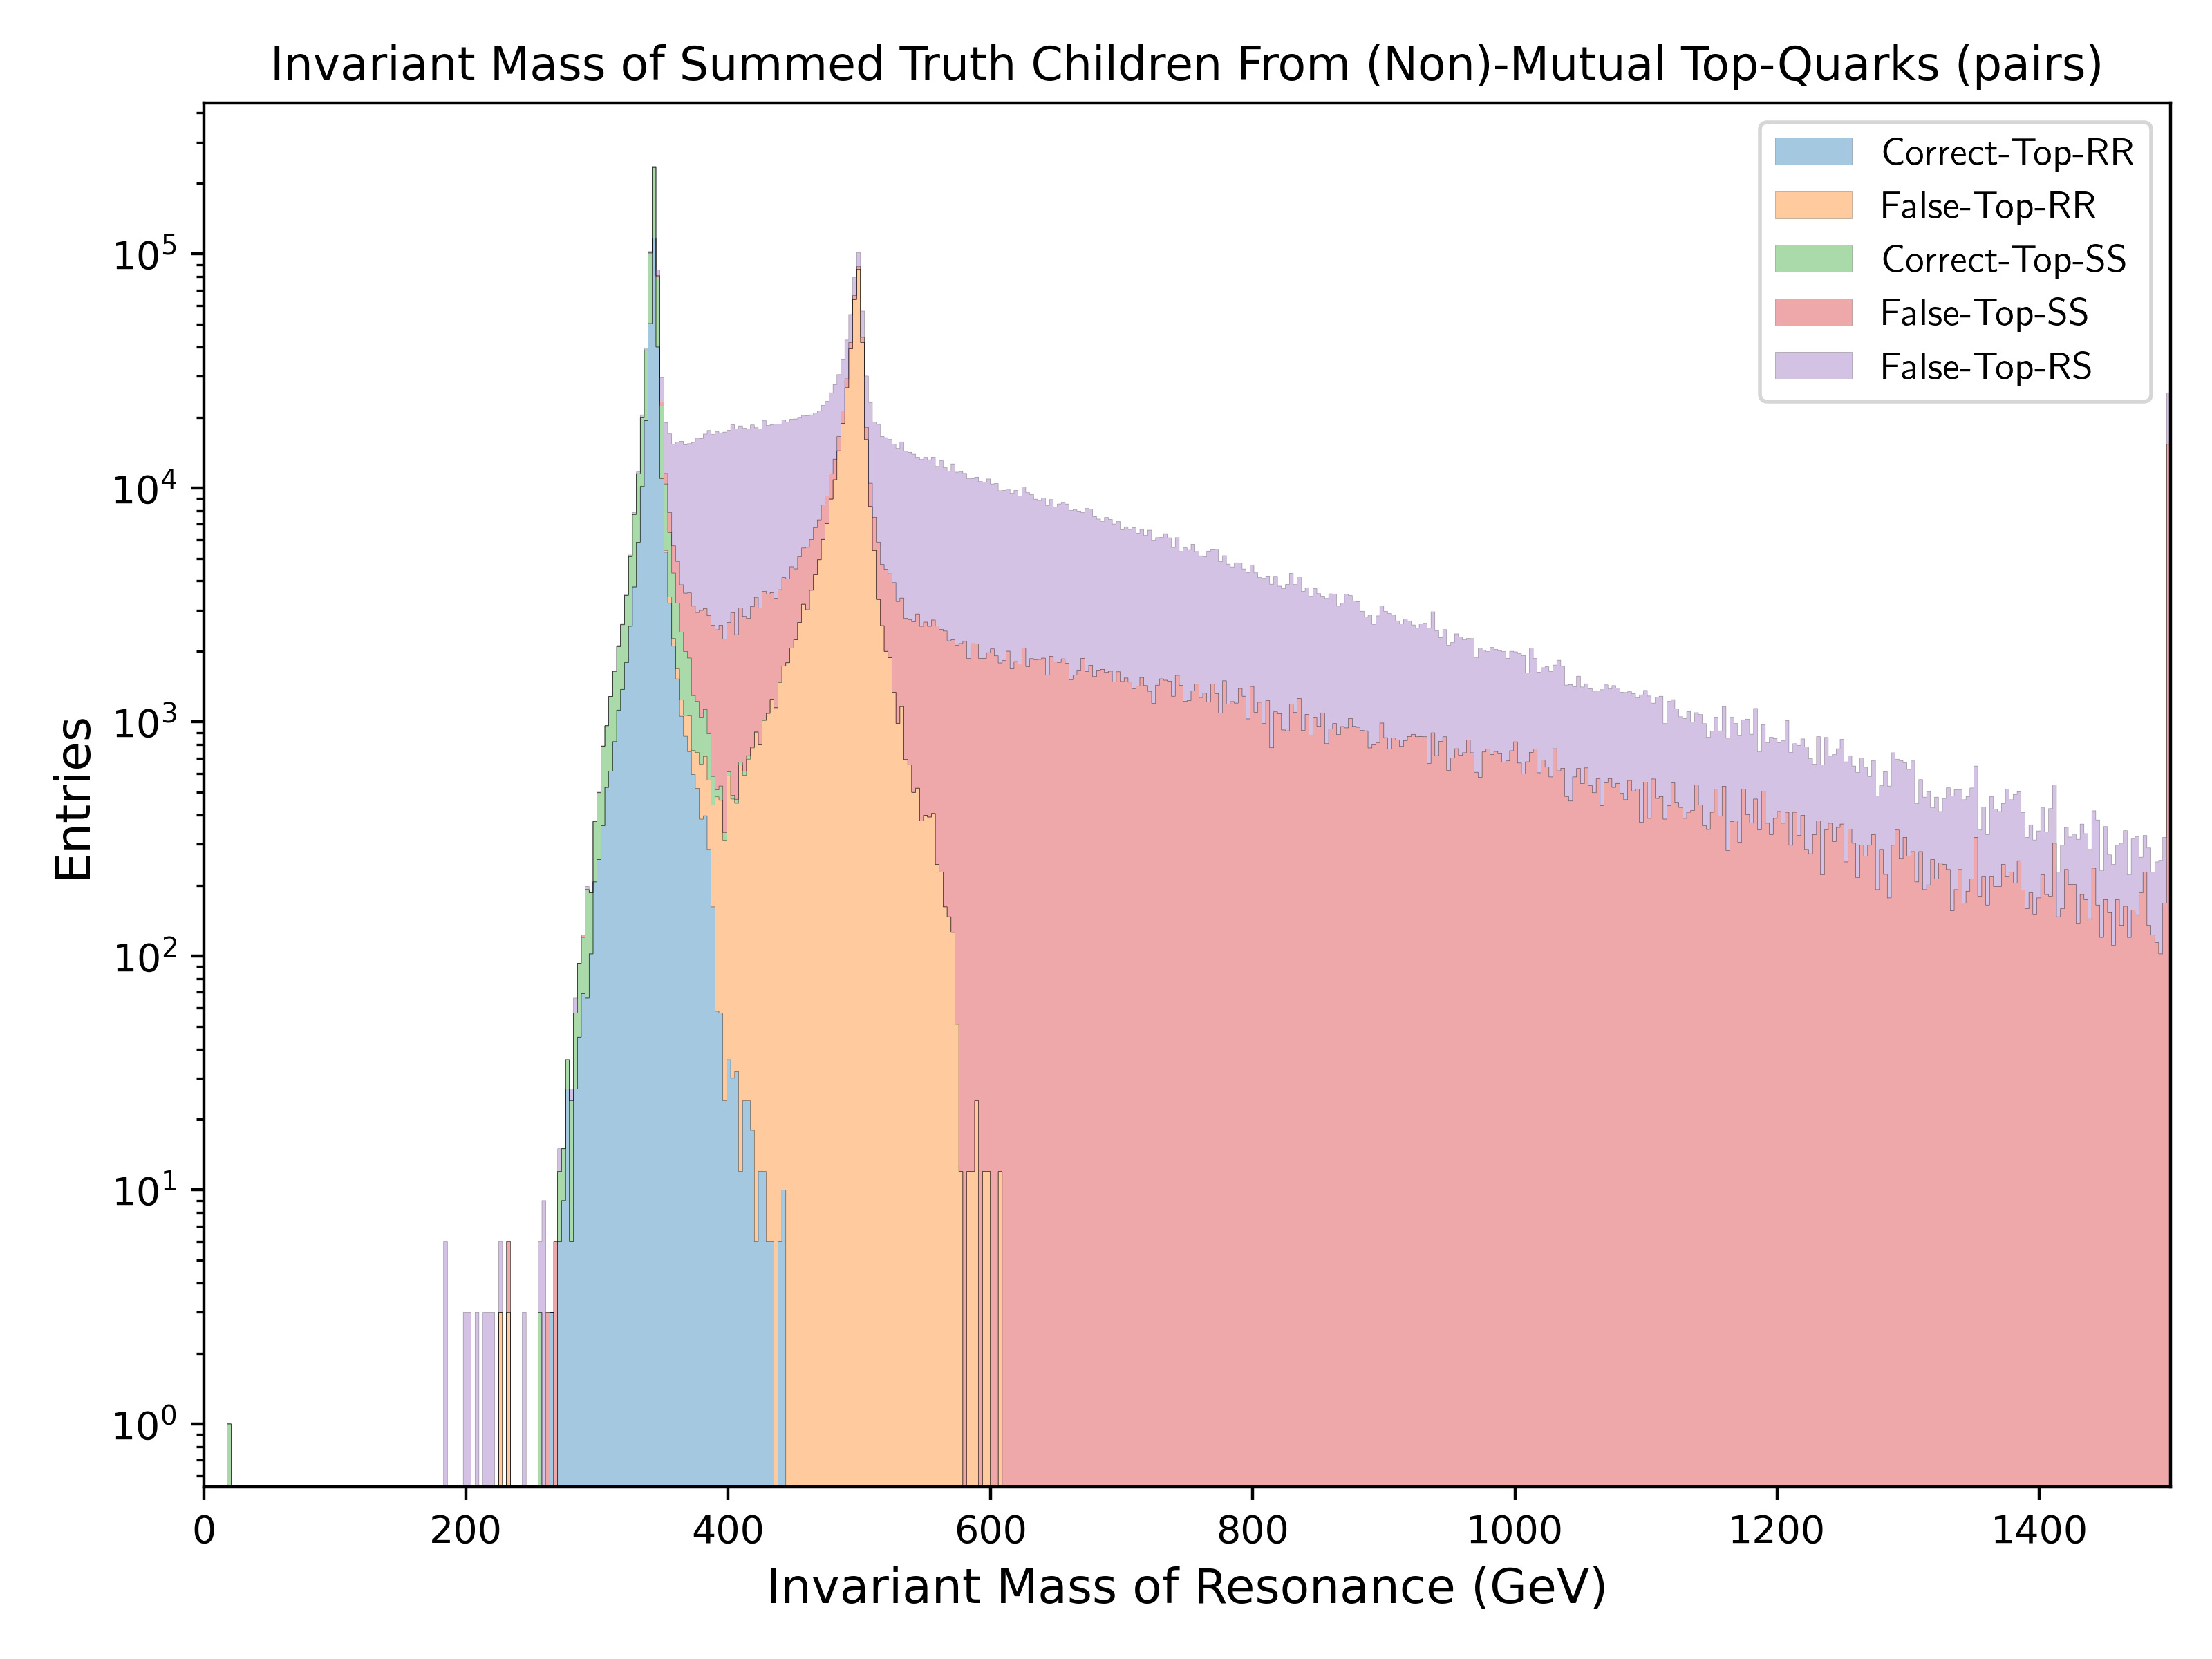 Invariant Mass of Summed Truth Children From (Non)-Mutual Top-Quarks (pairs)
Correct-Top-RR
False-Top-RR
Correct-Top-SS
False-Top-SS
False-Top-RS
Entries
10^5
10^4
10^3
10^2
10^1
10^0
0 200 400 600 800 1000 1200 1400
Invariant Mass of Resonance (GeV)